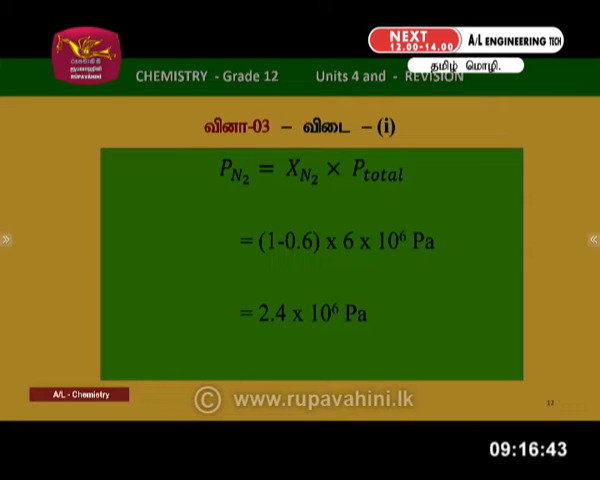 NEXT
12.00-14.00
A/L ENGINEERING TECH
தமிழ் மொழி.
RUPAVAHINI
CHEMISTRY - Grade 12 Units 4 and - REVISION
வினா-03 – விடை – (i)
P_{N_2} = X_{N_2} × P_{total}
= (1-0.6) x 6 x 10⁶ Pa
= 2.4 x 10⁶ Pa
A/L - Chemistry
© www.rupavahini.lk
12
09:16:43